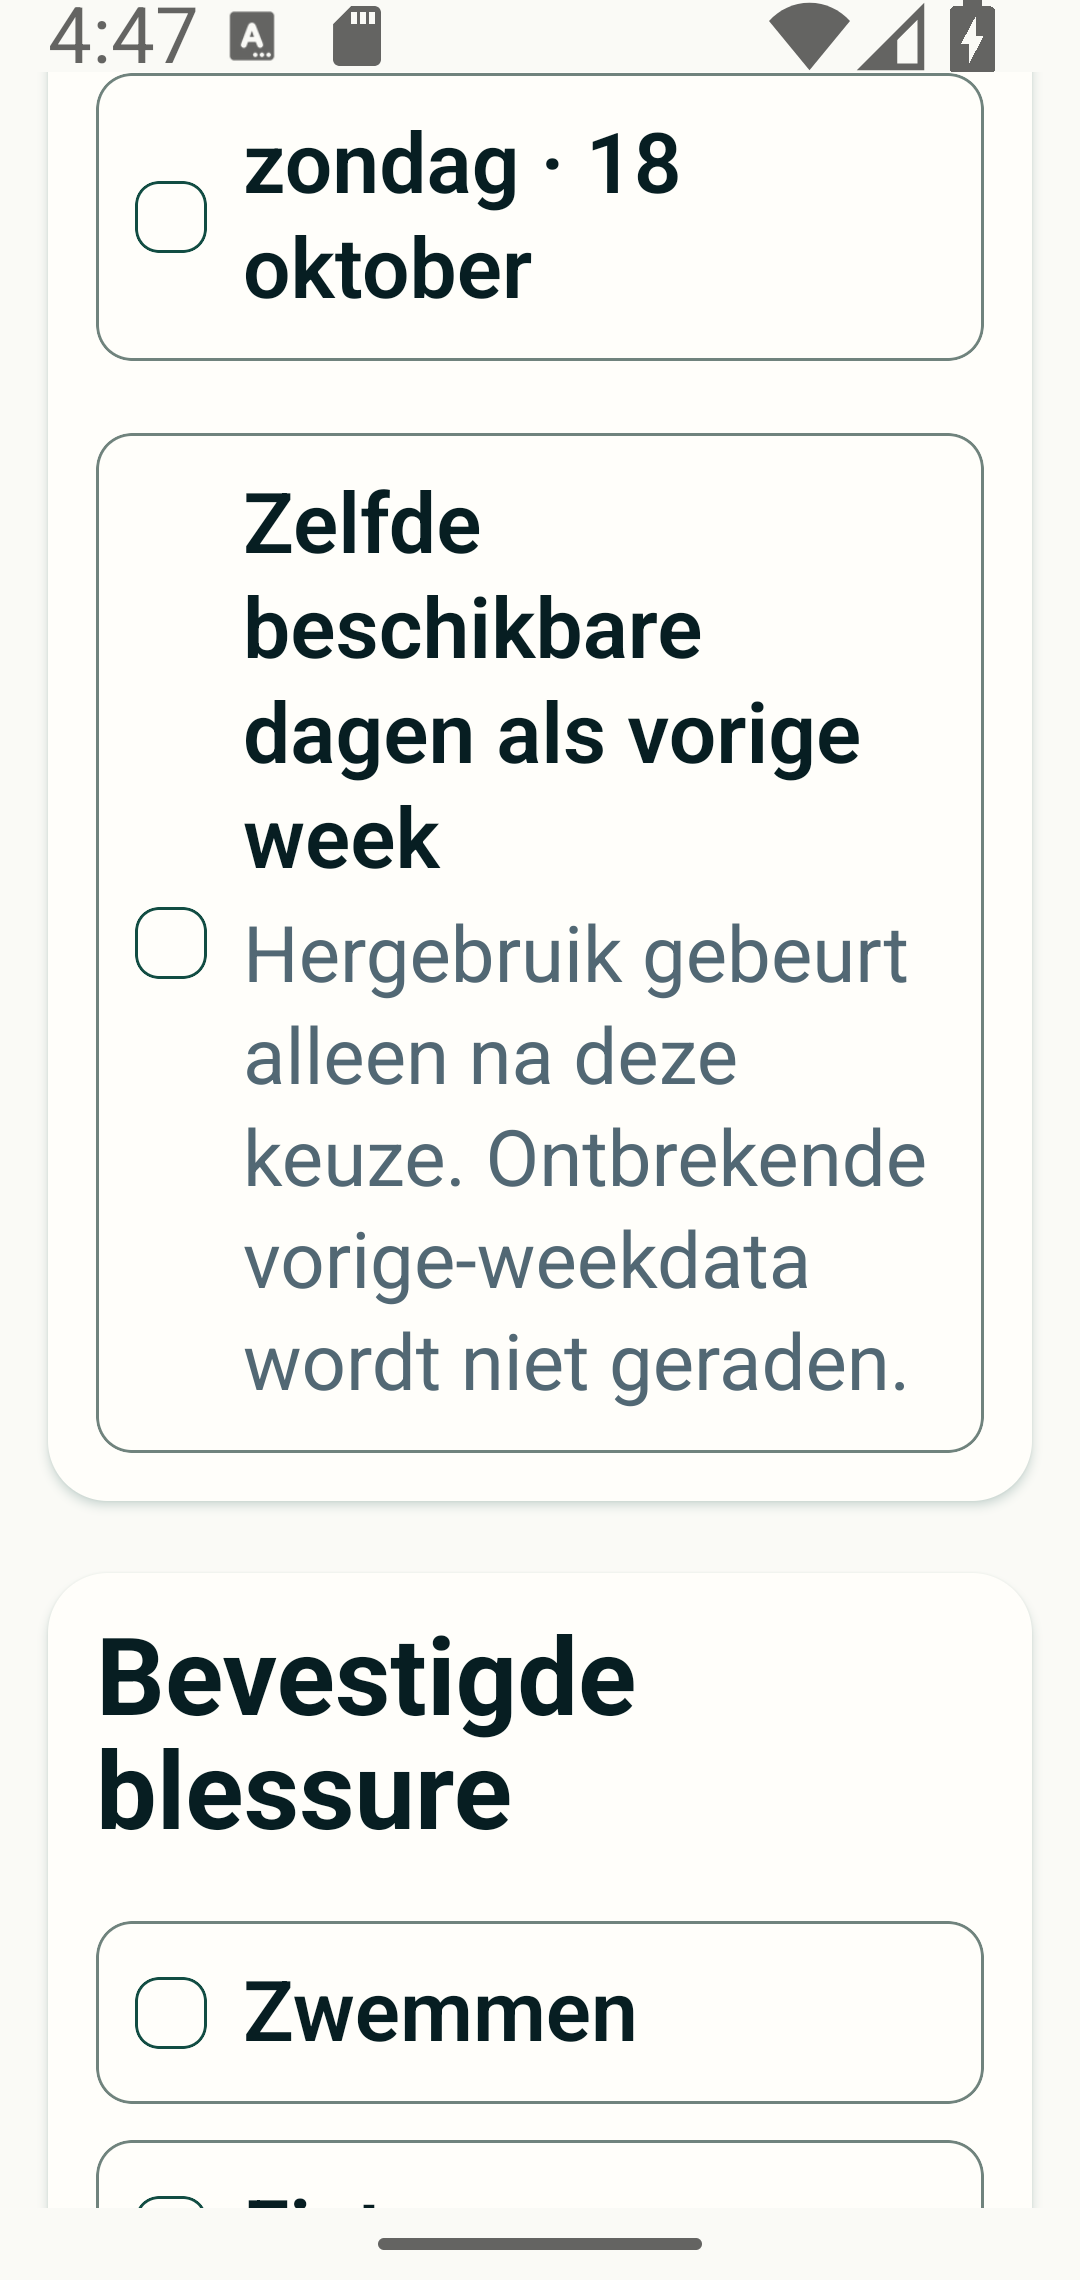 4:47
zondag · 18
oktober
Zelfde
beschikbare
dagen als vorige
week
Hergebruik gebeurt
alleen na deze
keuze. Ontbrekende
vorige-weekdata
wordt niet geraden.
Bevestigde
blessure
Zwemmen